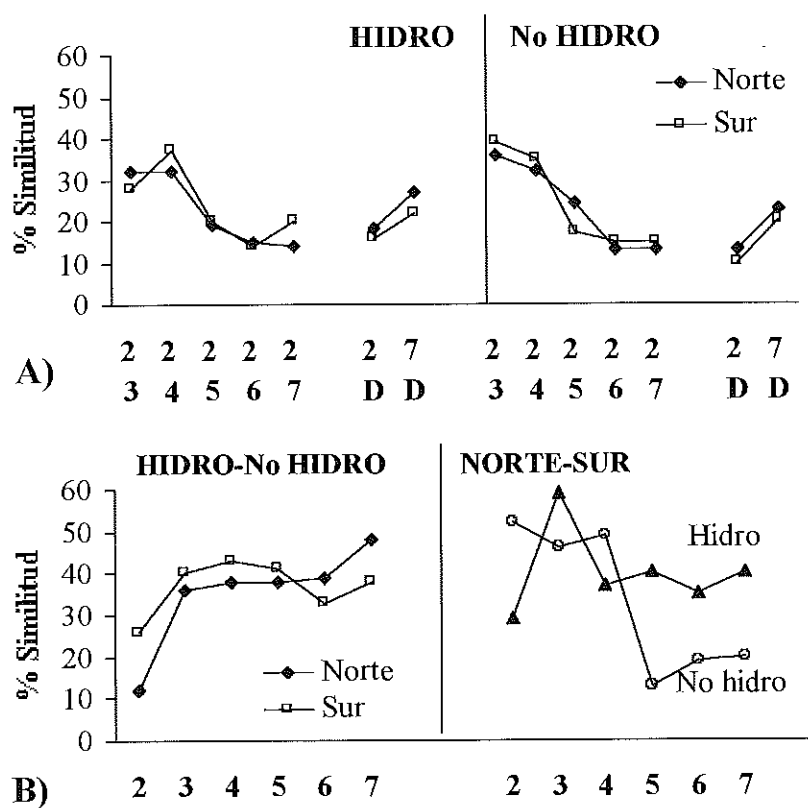 HIDRO No HIDRO
60
50
40
30
20
10
0
% Similitud
Norte
Sur
2 2 2 2 2 2 7 2 2 2 2 2 2 7
3 4 5 6 7 D D 3 4 5 6 7 D D
A)
HIDRO-No HIDRO NORTE-SUR
60
50
40
30
20
10
0
% Similitud
Norte
Sur
Hidro
No hidro
B) 2 3 4 5 6 7 2 3 4 5 6 7